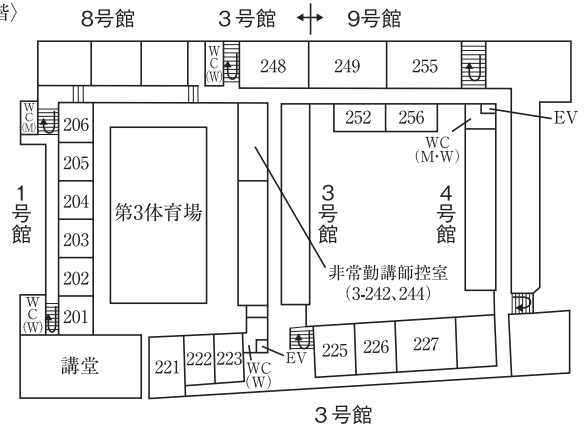 階〉
8号館
3号館
9号館
WC
(W)
248
249
255
WC
(M)
206
252
256
EV
WC
(M・W)
205
204
第3体育場
1号館
3号館
4号館
203
202
非常勤講師控室
(3-242、244)
WC
(W)
201
講堂
221
222
223
EV
WC
(W)
225
226
227
3号館